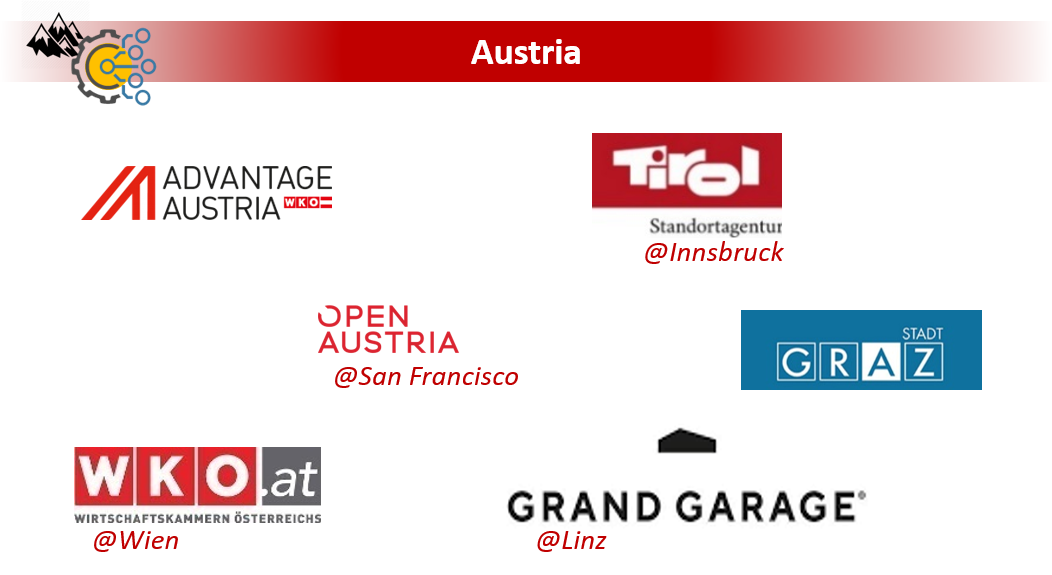 Austria
ADVANTAGE
AUSTRIA WKO
Tirol
Standortagentur
@Innsbruck
OPEN
AUSTRIA
@San Francisco
STADT
GRAZ
WKO.at
WIRTSCHAFTSKAMMERN ÖSTERREICHS
@Wien
GRAND GARAGE®
@Linz